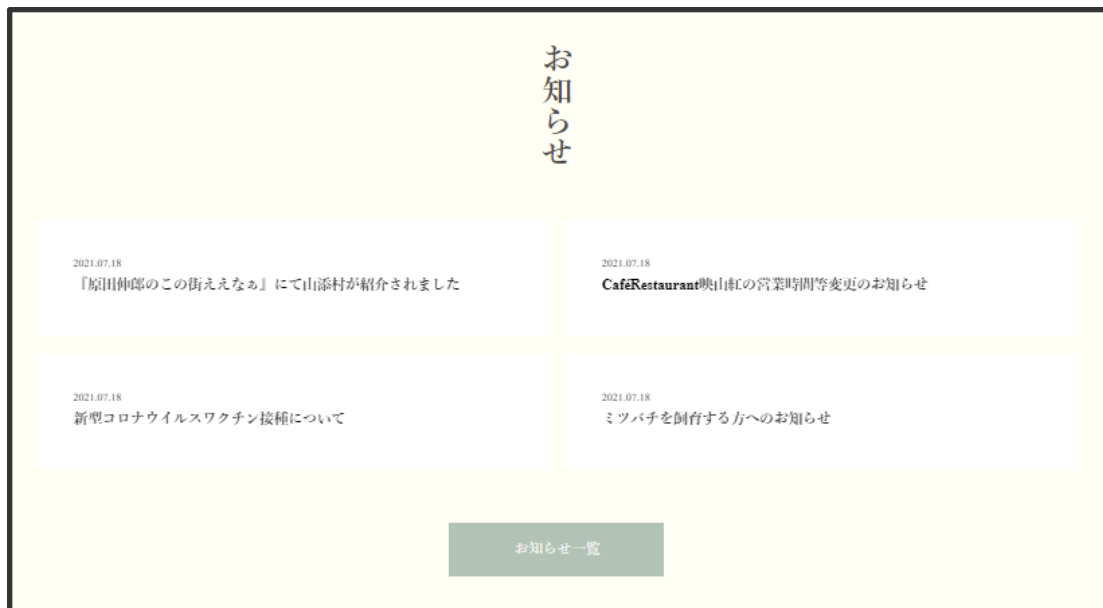 お知らせ
2021.07.18
『原田伸郎のこの街ええなぁ』にて山添村が紹介されました
2021.07.18
CaféRestaurant映山紅の営業時間等変更のお知らせ
2021.07.18
新型コロナウイルスワクチン接種について
2021.07.18
ミツバチを飼育する方へのお知らせ
お知らせ一覧